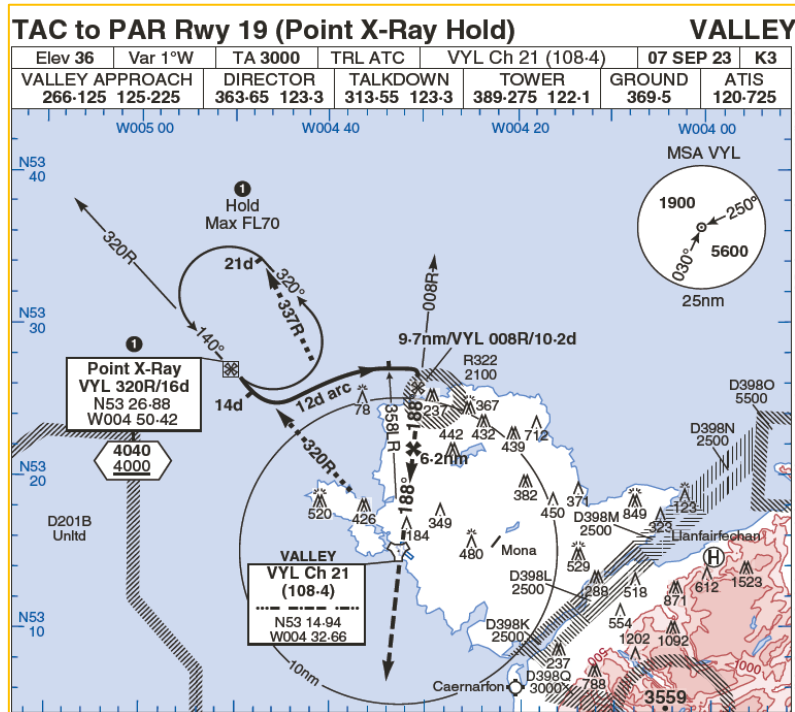 TAC to PAR Rwy 19 (Point X-Ray Hold) VALLEY
Elev 36 Var 1°W TA 3000 TRL ATC VYL Ch 21 (108·4) 07 SEP 23 K3
VALLEY APPROACH DIRECTOR TALKDOWN TOWER GROUND ATIS
266·125 125·225 363·65 123·3 313·55 123·3 389·275 122·1 369·5 120·725
W005 00 W004 40 W004 20 W004 00
N53
40
MSA VYL
1900
250°
5600
030°
25nm
1
Hold
Max FL70
320R
21d
320°
337R
008R
140°
N53
30
1
Point X-Ray
VYL 320R/16d
N53 26·88
W004 50·42
14d
12d arc
9·7nm/VYL 008R/10·2d
R322
2100
188°
358LR
6·2nm
188°
320R
4040
4000
D201B
Unltd
N53
20
78
237
367
442
432
439
712
382
450
371
349
184
480
Mona
520
426
529
849
323
123
D398O
5500
D398N
2500
D398M
2500
Llanfairfechan
H
D398L
2500
288
518
871
612
1523
554
1202
1092
D398K
2500
237
D398Q
3000
788
500
1000
3559
VALLEY
VYL Ch 21
(108·4)
N53 14·94
W004 32·66
N53
10
10nm
Caernarfon